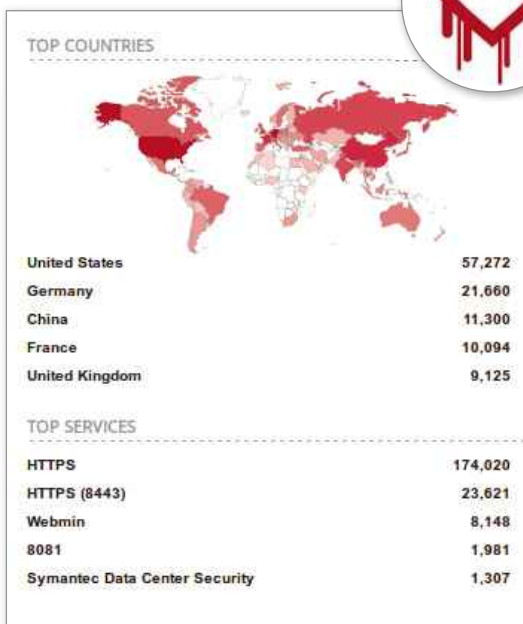 TOP COUNTRIES
United States 57,272
Germany 21,660
China 11,300
France 10,094
United Kingdom 9,125
TOP SERVICES
HTTPS 174,020
HTTPS (8443) 23,621
Webmin 8,148
8081 1,981
Symantec Data Center Security 1,307